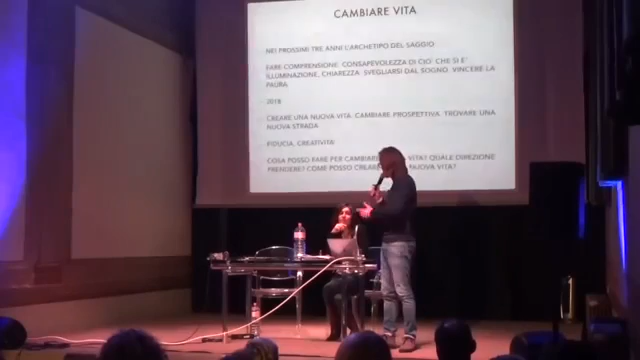 CAMBIARE VITA
NEI PROSSIMI TRE ANNI L'ARCHETIPO DEL SAGGIO
FARE COMPRENSIONE CONSAPEVOLEZZA DI CIO' CHE SI E'
ILLUMINAZIONE, CHIAREZZA SVEGLIARSI DAL SOGNO. VINCERE LA
PAURA
2018
CREARE UNA NUOVA VITA. CAMBIARE PROSPETTIVA. TROVARE UNA
NUOVA STRADA
FIDUCIA, CREATIVITA'
COSA POSSO FARE PER CAMBIARE VITA? QUALE DIREZIONE
PRENDERE? COME POSSO CREARE NUOVA VITA?